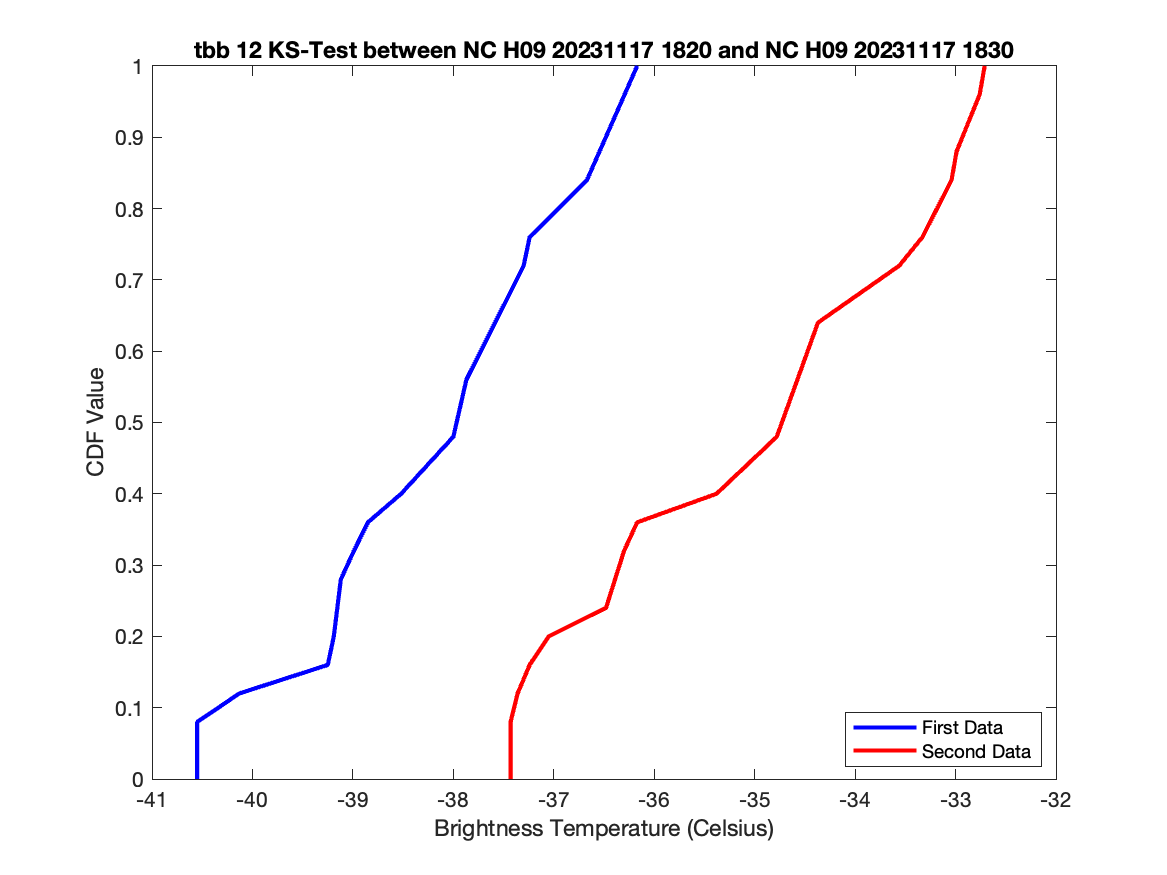 tbb 12 KS-Test between NC H09 20231117 1820 and NC H09 20231117 1830
1
0.9
0.8
0.7
0.6
0.5
0.4
0.3
0.2
0.1
0
CDF Value
First Data
Second Data
-41 -40 -39 -38 -37 -36 -35 -34 -33 -32
Brightness Temperature (Celsius)